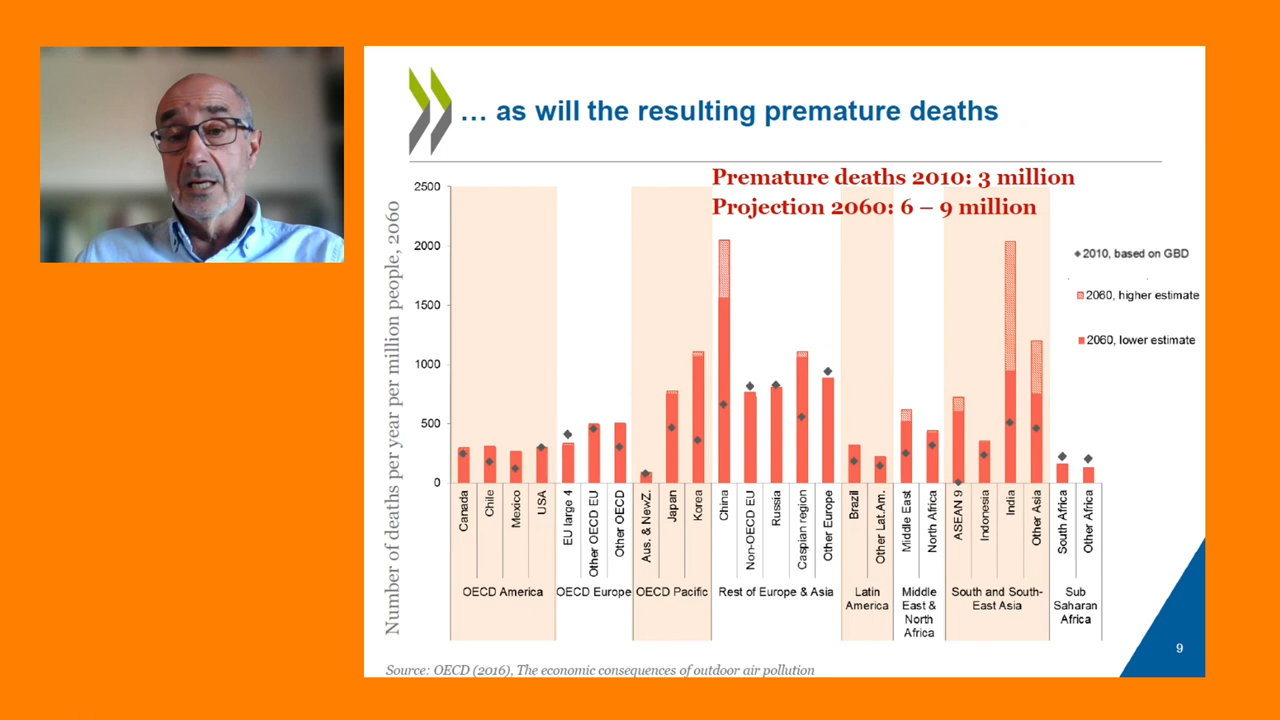 … as will the resulting premature deaths
Premature deaths 2010: 3 million
Projection 2060: 6 – 9 million
Number of deaths per year per million people, 2060
2500
2000
1500
1000
500
0
2010, based on GBD
2060, higher estimate
2060, lower estimate
Canada
Chile
Mexico
USA
EU large 4
Other OECD EU
Other OECD
Aus. & NewZ.
Japan
Korea
China
Non-OECD EU
Russia
Caspian region
Other Europe
Brazil
Other Lat.Am.
Middle East
North Africa
ASEAN 9
Indonesia
India
Other Asia
South Africa
Other Africa
OECD America
OECD Europe
OECD Pacific
Rest of Europe & Asia
Latin
America
Middle
East &
North
Africa
South and South-
East Asia
Sub
Saharan
Africa
9
Source: OECD (2016), The economic consequences of outdoor air pollution